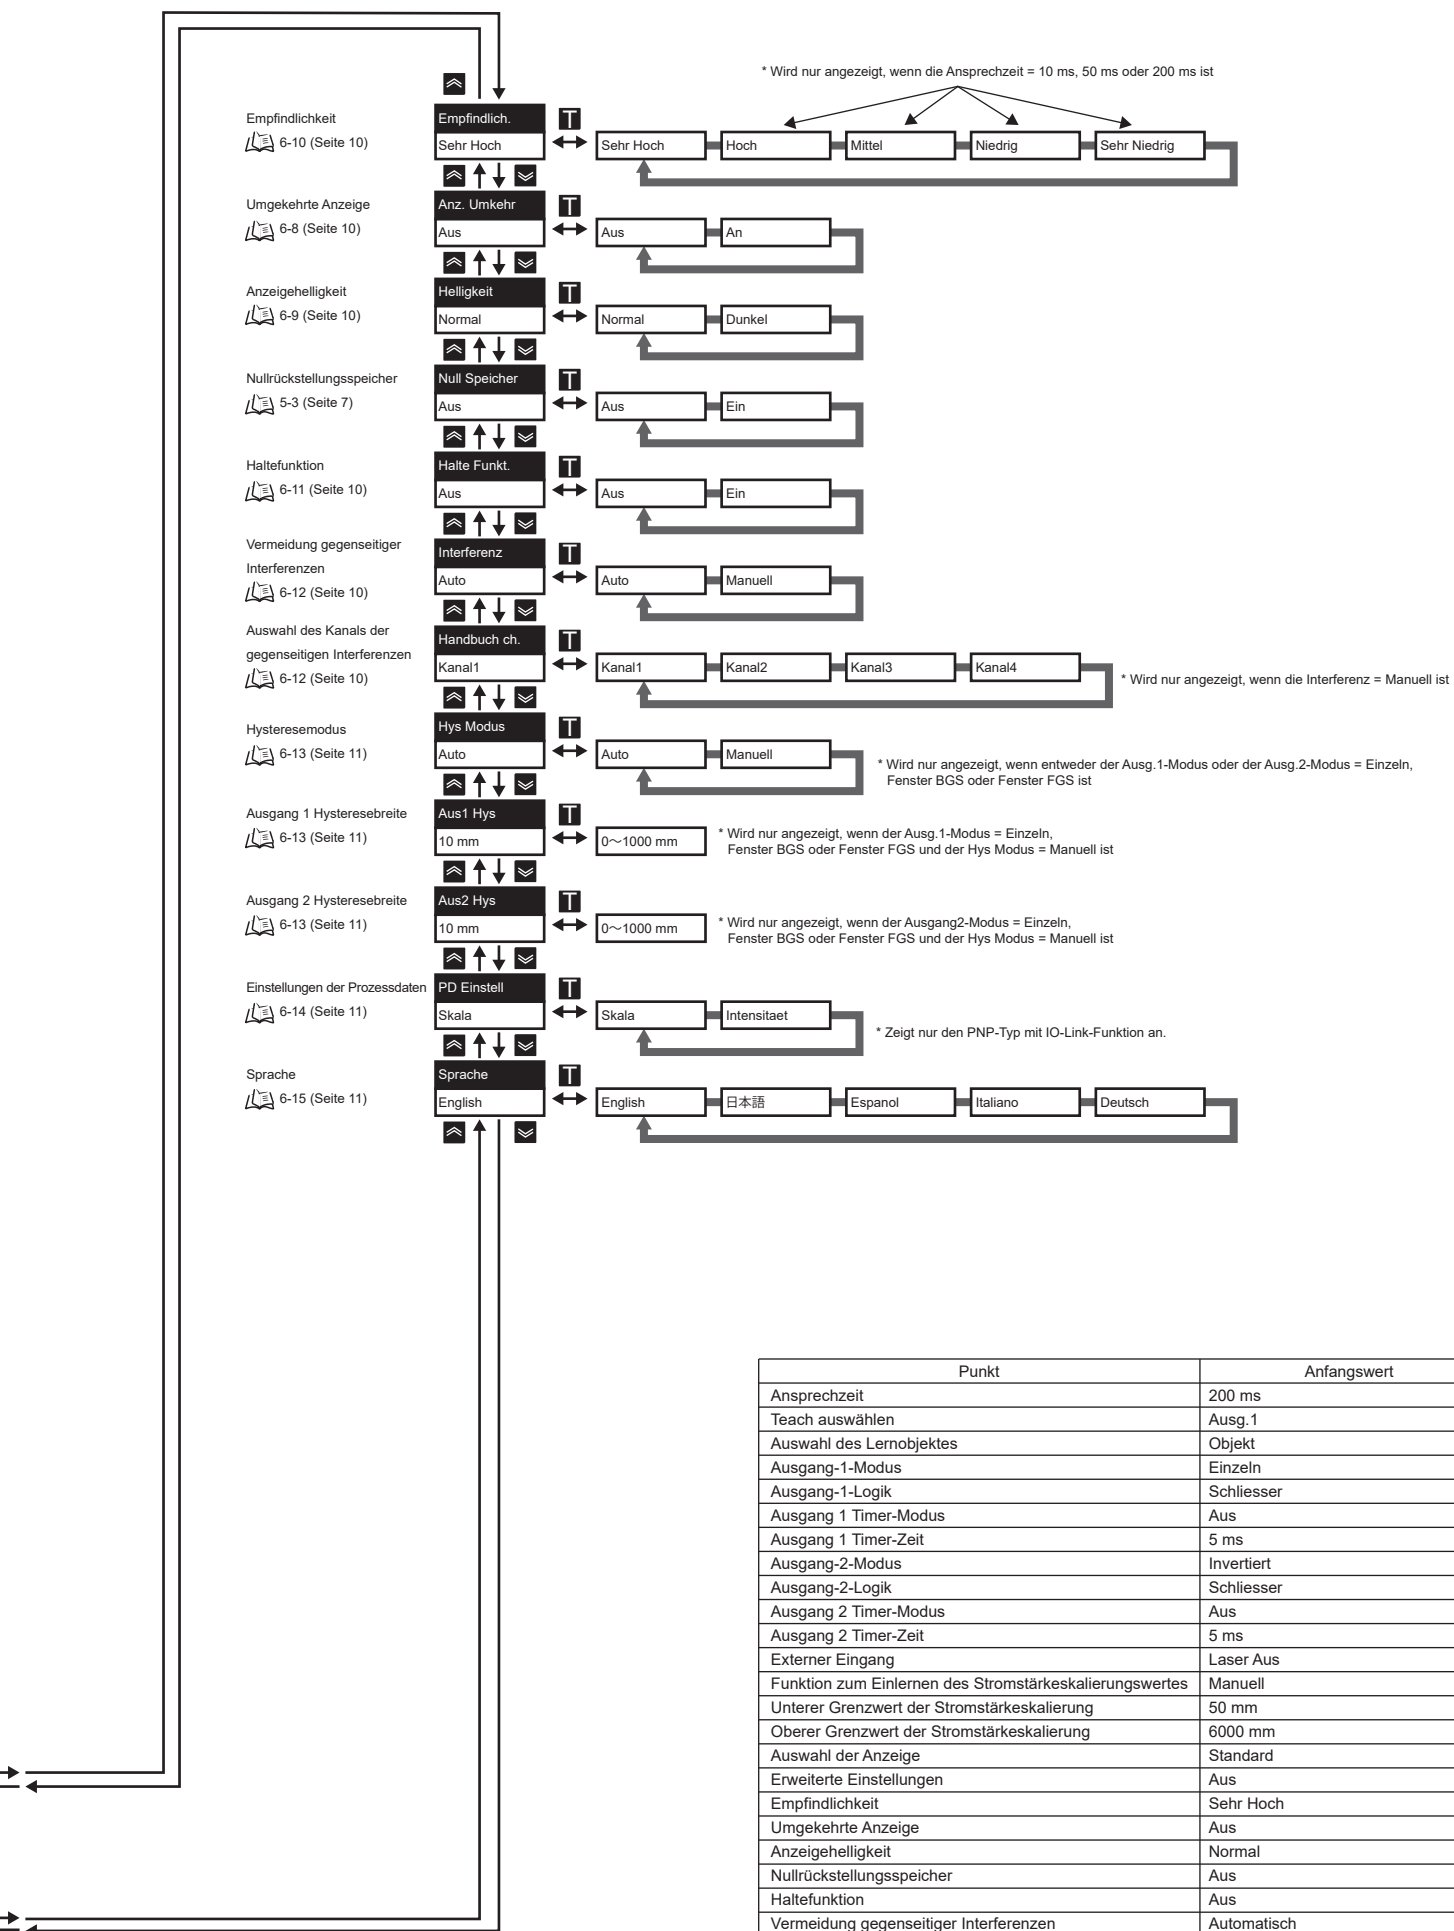 * Wird nur angezeigt, wenn die Ansprechzeit = 10 ms, 50 ms oder 200 ms ist
Empfindlichkeit
6-10 (Seite 10)
Empfindlich.
Sehr Hoch
T
Sehr Hoch
Hoch
Mittel
Niedrig
Sehr Niedrig
Umgekehrte Anzeige
6-8 (Seite 10)
Anz. Umkehr
Aus
T
Aus
An
Anzeigehelligkeit
6-9 (Seite 10)
Helligkeit
Normal
T
Normal
Dunkel
Nullrückstellungsspeicher
5-3 (Seite 7)
Null Speicher
Aus
T
Aus
Ein
Haltefunktion
6-11 (Seite 10)
Halte Funkt.
Aus
T
Aus
Ein
Vermeidung gegenseitiger
Interferenzen
6-12 (Seite 10)
Interferenz
Auto
T
Auto
Manuell
Auswahl des Kanals der
gegenseitigen Interferenzen
6-12 (Seite 10)
Handbuch ch.
Kanal1
T
Kanal1
Kanal2
Kanal3
Kanal4
* Wird nur angezeigt, wenn die Interferenz = Manuell ist
Hysteresemodus
6-13 (Seite 11)
Hys Modus
Auto
T
Auto
Manuell
* Wird nur angezeigt, wenn entweder der Ausg.1-Modus oder der Ausg.2-Modus = Einzeln,
Fenster BGS oder Fenster FGS ist
Ausgang 1 Hysteresebreite
6-13 (Seite 11)
Aus1 Hys
10 mm
T
0～1000 mm
* Wird nur angezeigt, wenn der Ausg.1-Modus = Einzeln,
Fenster BGS oder Fenster FGS und der Hys Modus = Manuell ist
Ausgang 2 Hysteresebreite
6-13 (Seite 11)
Aus2 Hys
10 mm
T
0～1000 mm
* Wird nur angezeigt, wenn der Ausgang2-Modus = Einzeln,
Fenster BGS oder Fenster FGS und der Hys Modus = Manuell ist
Einstellungen der Prozessdaten
6-14 (Seite 11)
PD Einstell
Skala
T
Skala
Intensitaet
* Zeigt nur den PNP-Typ mit IO-Link-Funktion an.
Sprache
6-15 (Seite 11)
Sprache
English
T
English
日本語
Espanol
Italiano
Deutsch
Punkt Anfangswert
Ansprechzeit 200 ms
Teach auswählen Ausg.1
Auswahl des Lernobjektes Objekt
Ausgang-1-Modus Einzeln
Ausgang-1-Logik Schliesser
Ausgang 1 Timer-Modus Aus
Ausgang 1 Timer-Zeit 5 ms
Ausgang-2-Modus Invertiert
Ausgang-2-Logik Schliesser
Ausgang 2 Timer-Modus Aus
Ausgang 2 Timer-Zeit 5 ms
Externer Eingang Laser Aus
Funktion zum Einlernen des Stromstärkeskalierungswertes Manuell
Unterer Grenzwert der Stromstärkeskalierung 50 mm
Oberer Grenzwert der Stromstärkeskalierung 6000 mm
Auswahl der Anzeige Standard
Erweiterte Einstellungen Aus
Empfindlichkeit Sehr Hoch
Umgekehrte Anzeige Aus
Anzeigehelligkeit Normal
Nullrückstellungsspeicher Aus
Haltefunktion Aus
Vermeidung gegenseitiger Interferenzen Automatisch